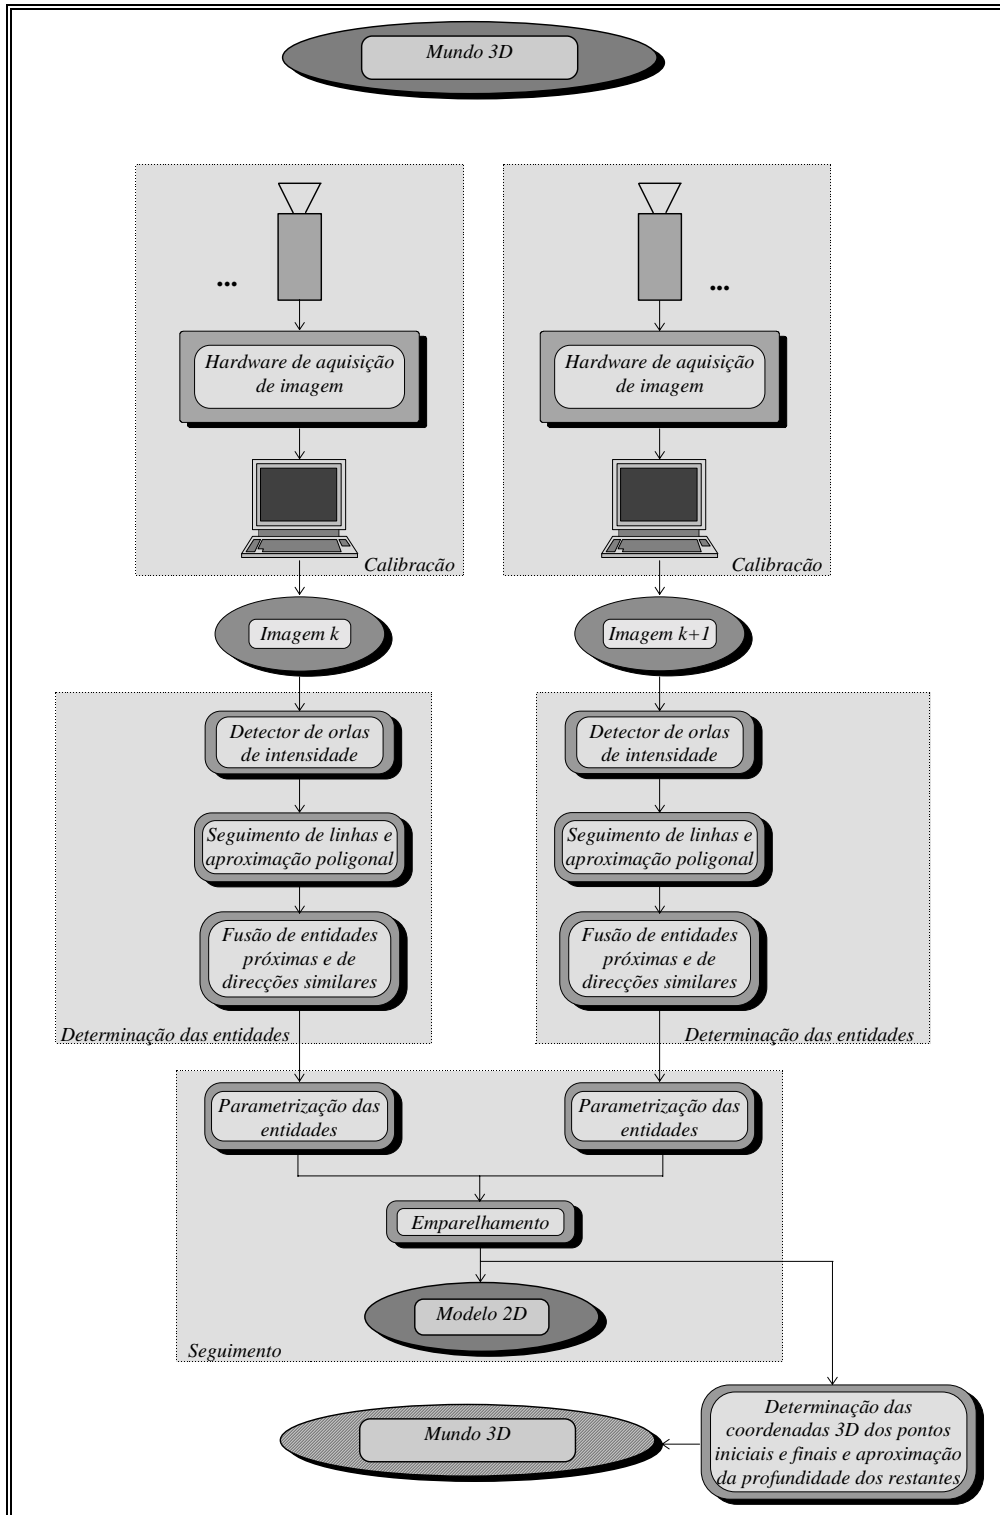 Mundo 3D
...
...
Hardware de aquisição
de imagem
Hardware de aquisição
de imagem
Calibracão
Calibracão
Imagem k
Imagem k+1
Detector de orlas
de intensidade
Detector de orlas
de intensidade
Seguimento de linhas e
aproximação poligonal
Seguimento de linhas e
aproximação poligonal
Fusão de entidades
próximas e de
direcções similares
Fusão de entidades
próximas e de
direcções similares
Determinação das entidades
Determinação das entidades
Parametrização das
entidades
Parametrização das
entidades
Emparelhamento
Modelo 2D
Seguimento
Determinação das
coordenadas 3D dos pontos
iniciais e finais e aproximação
da profundidade dos restantes
Mundo 3D